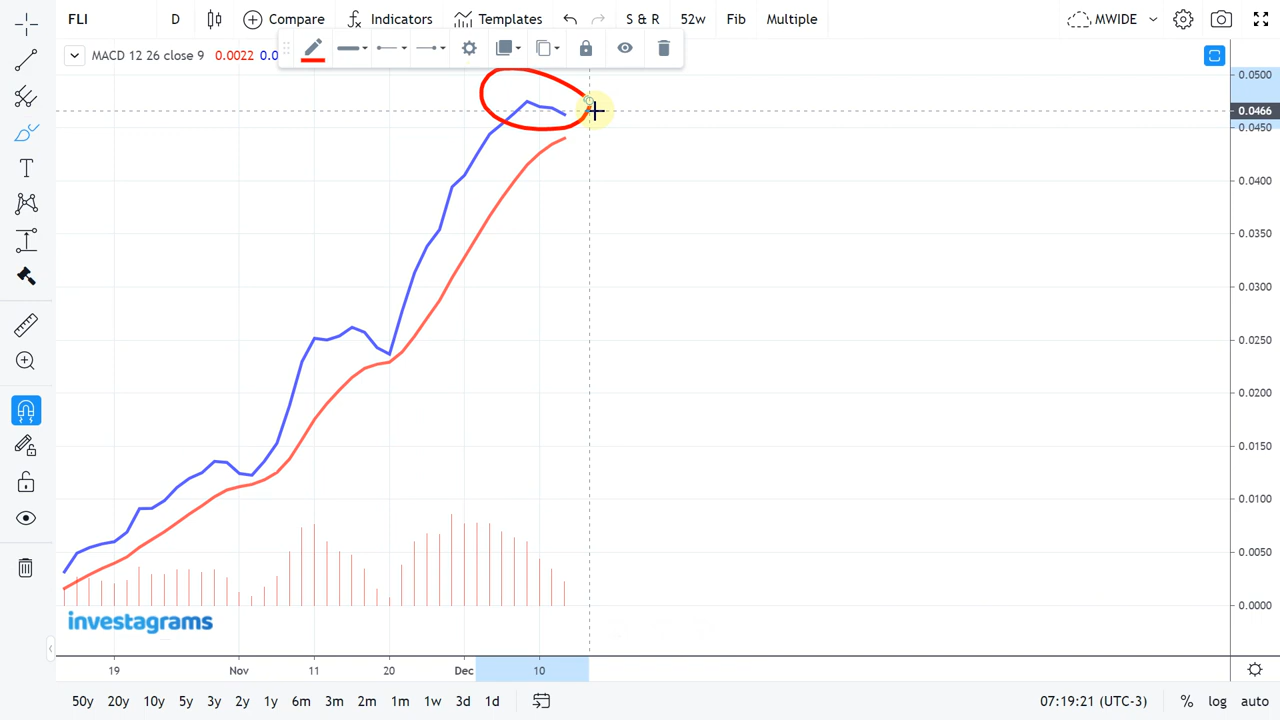 FLI D Compare Indicators Templates S & R 52w Fib Multiple MWIDE
MACD 12 26 close 9 0.0022 0.0
0.0500
0.0466
0.0450
0.0400
0.0350
0.0300
0.0250
0.0200
0.0150
0.0100
0.0050
0.0000
investagrams
19 Nov 11 20 Dec 10
50y 20y 10y 5y 3y 2y 1y 6m 3m 2m 1m 1w 3d 1d 07:19:21 (UTC-3) % log auto